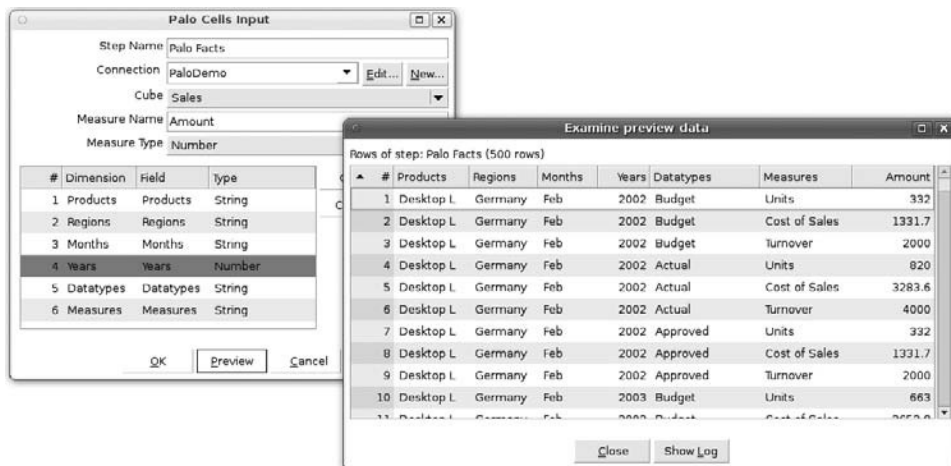 Palo Cells Input
Step Name Palo Facts
Connection PaloDemo Edit... New...
Cube Sales
Measure Name Amount
Measure Type Number
# Dimension Field Type
1 Products Products String
2 Regions Regions String
3 Months Months String
4 Years Years Number
5 Datatypes Datatypes String
6 Measures Measures String
OK Preview Cancel
Examine preview data
Rows of step: Palo Facts (500 rows)
# Products Regions Months Years Datatypes Measures Amount
1 Desktop L Germany Feb 2002 Budget Units 332
2 Desktop L Germany Feb 2002 Budget Cost of Sales 1331.7
3 Desktop L Germany Feb 2002 Budget Turnover 2000
4 Desktop L Germany Feb 2002 Actual Units 820
5 Desktop L Germany Feb 2002 Actual Cost of Sales 3283.6
6 Desktop L Germany Feb 2002 Actual Turnover 4000
7 Desktop L Germany Feb 2002 Approved Units 332
8 Desktop L Germany Feb 2002 Approved Cost of Sales 1331.7
9 Desktop L Germany Feb 2002 Approved Turnover 2000
10 Desktop L Germany Feb 2003 Budget Units 663
Close Show Log